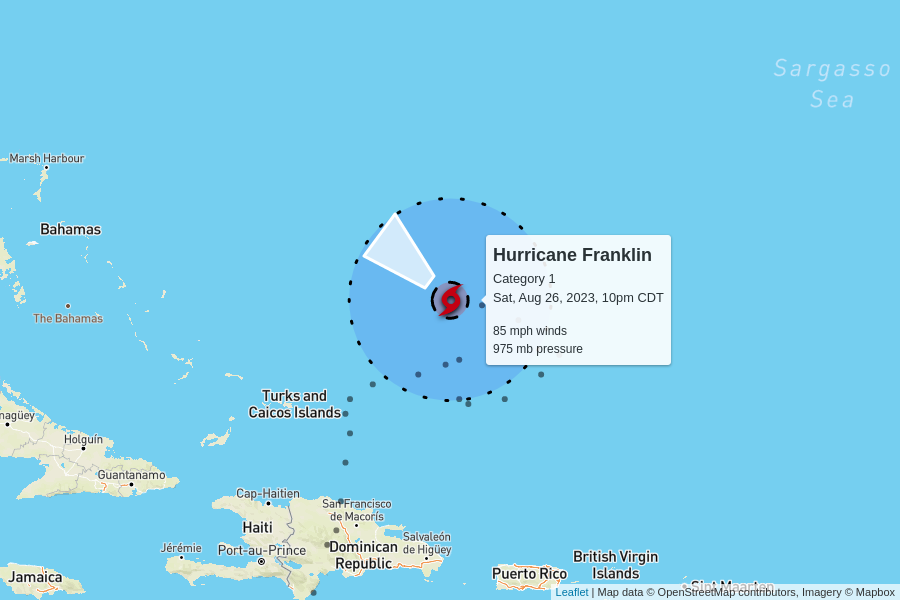 Sargasso
Sea
Marsh Harbour
Bahamas
The Bahamas
Hurricane Franklin
Category 1
Sat, Aug 26, 2023, 10pm CDT
85 mph winds
975 mb pressure
Turks and
Caicos Islands
Holguín
Guantanamo
Cap-Haitien
San Francisco
de Macorís
Haiti
Salvaleón
de Higüey
Jérémie
Port-au-Prince
Dominican
Republic
British Virgin
Islands
Puerto Rico
Jamaica
Sint Maarten
Leaflet | Map data © OpenStreetMap contributors, Imagery © Mapbox